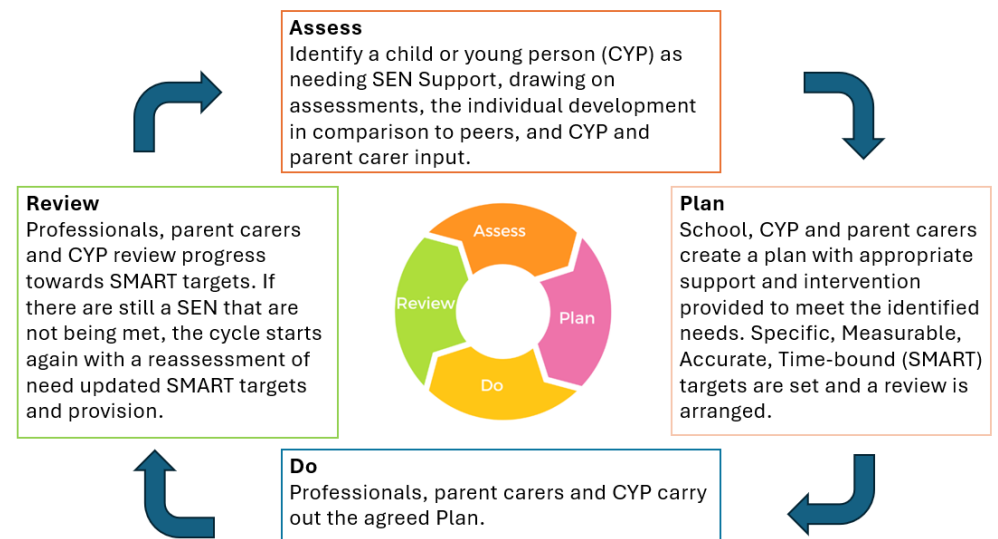 Assess
Identify a child or young person (CYP) as
needing SEN Support, drawing on
assessments, the individual development
in comparison to peers, and CYP and
parent carer input.
Review
Professionals, parent carers
and CYP review progress
towards SMART targets. If
there are still a SEN that are
not being met, the cycle starts
again with a reassessment of
need updated SMART targets
and provision.
Assess
Review
Plan
Do
Plan
School, CYP and parent carers
create a plan with appropriate
support and intervention
provided to meet the identified
needs. Specific, Measurable,
Accurate, Time-bound (SMART)
targets are set and a review is
arranged.
Do
Professionals, parent carers and CYP carry
out the agreed Plan.